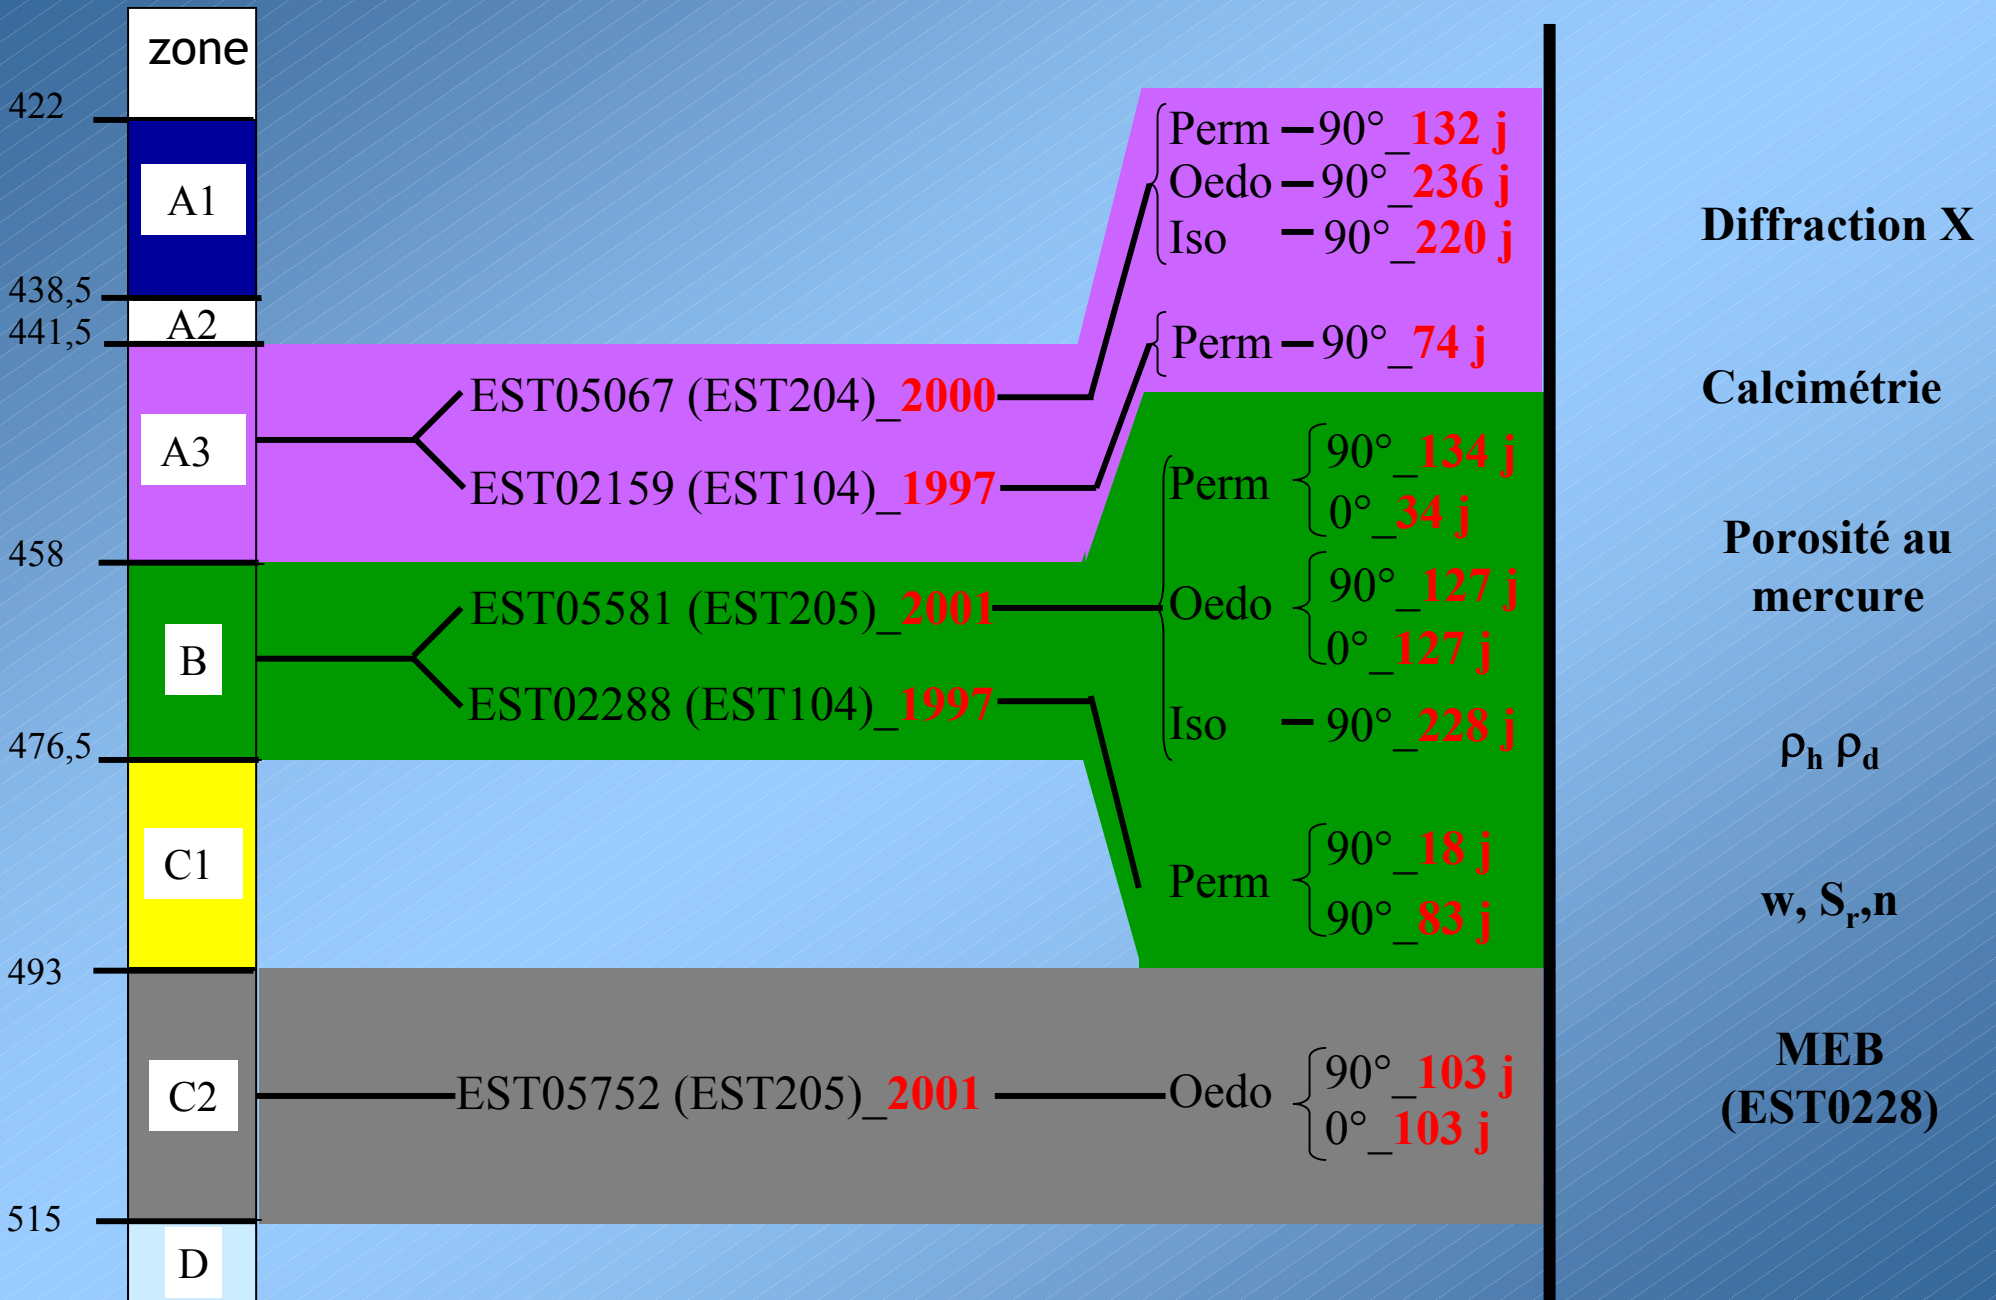 zone
422
A1
438,5
A2
441,5
A3
458
B
476,5
C1
493
C2
515
D
EST05067 (EST204)_2000
EST02159 (EST104)_1997
EST05581 (EST205)_2001
EST02288 (EST104)_1997
EST05752 (EST205)_2001
Perm – 90°_132 j
Oedo – 90°_236 j
Iso – 90°_220 j
Perm – 90°_74 j
Perm
90°_134 j
0°_34 j
Oedo
90°_127 j
0°_127 j
Iso – 90°_228 j
Perm
90°_18 j
90°_83 j
Oedo
90°_103 j
0°_103 j
Diffraction X
Calcimétrie
Porosité au
mercure
ρh ρd
w, Sr,n
MEB
(EST0228)